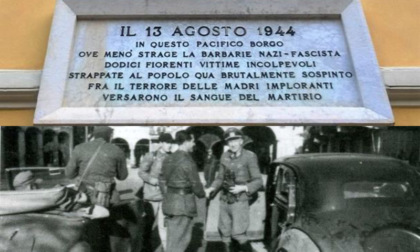 IL 13 AGOSTO 1944
IN QUESTO PACIFICO BORGO
OVE MENÒ STRAGE LA BARBARIE NAZI-FASCISTA
DODICI FIORENTI VITTIME INCOLPEVOLI
STRAPPATE AL POPOLO QUA BRUTALMENTE SOSPINTO
FRA IL TERRORE DELLE MADRI IMPLORANTI
VERSARONO IL SANGUE DEL MARTIRIO